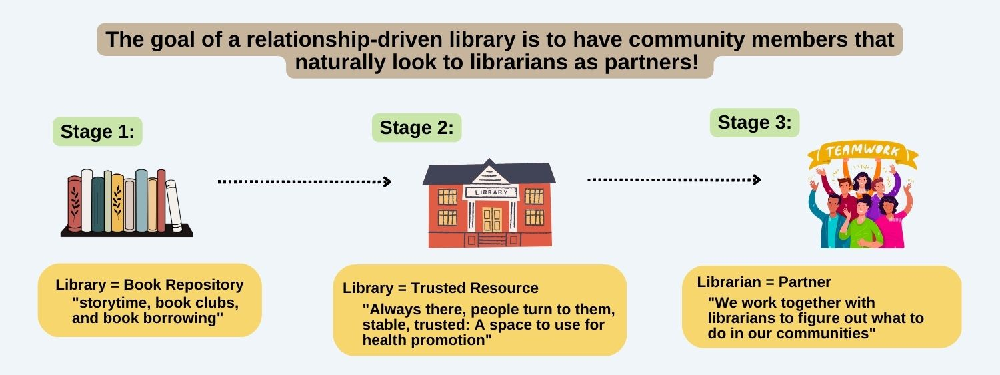 The goal of a relationship-driven library is to have community members that
naturally look to librarians as partners!
Stage 1:
Stage 2:
Stage 3:
TEAMWORK
LIBRARY
alamy
Library = Book Repository
"storytime, book clubs,
and book borrowing"
Library = Trusted Resource
"Always there, people turn to them,
stable, trusted: A space to use for
health promotion"
Librarian = Partner
"We work together with
librarians to figure out what to
do in our communities"